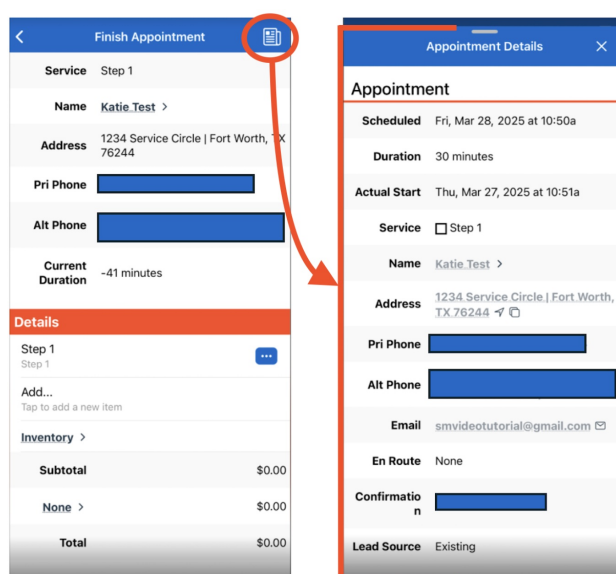 Finish Appointment
Service Step 1
Name Katie Test >
Address 1234 Service Circle | Fort Worth, TX
76244
Pri Phone
Alt Phone
Current
Duration -41 minutes
Details
Step 1
Step 1
Add...
Tap to add a new item
Inventory >
Subtotal $0.00
None > $0.00
Total $0.00
Appointment Details
Appointment
Scheduled Fri, Mar 28, 2025 at 10:50a
Duration 30 minutes
Actual Start Thu, Mar 27, 2025 at 10:51a
Service Step 1
Name Katie Test >
Address 1234 Service Circle | Fort Worth,
TX 76244
Pri Phone
Alt Phone
Email smvideotutorial@gmail.com
En Route None
Confirmatio
n
Lead Source Existing